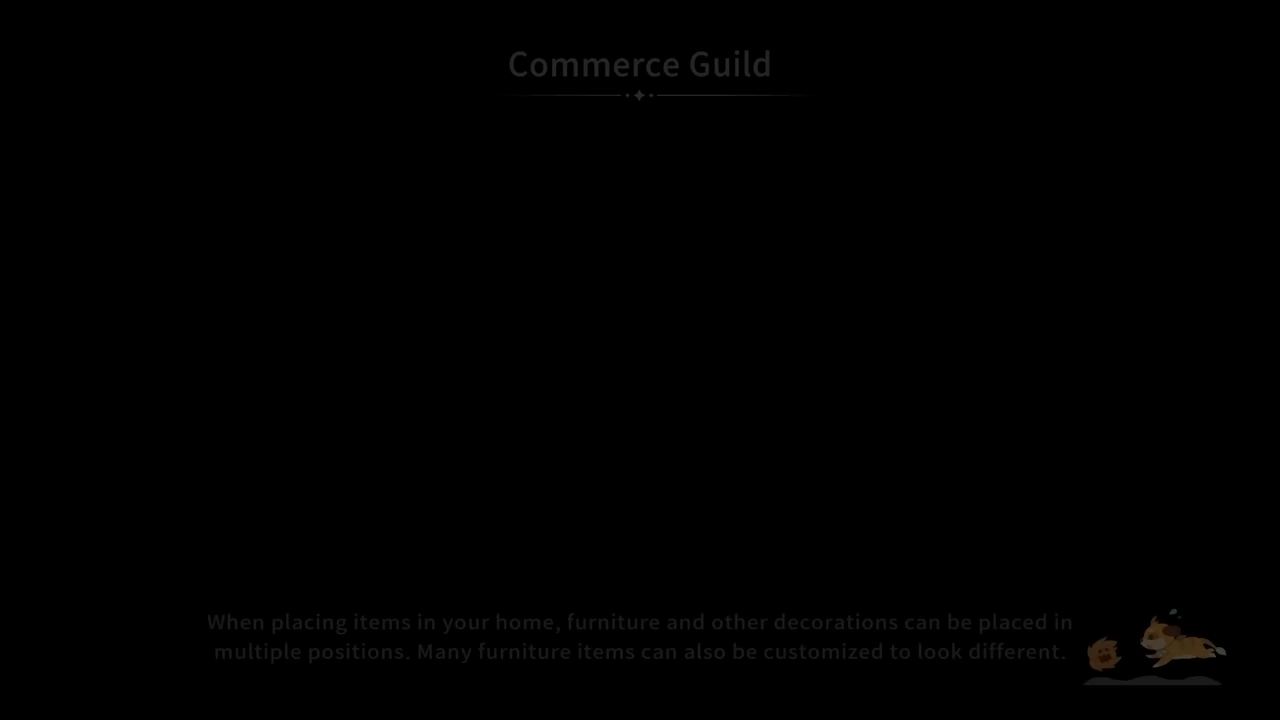 Commerce Guild
When placing items in your home, furniture and other decorations can be placed in
multiple positions. Many furniture items can also be customized to look different.